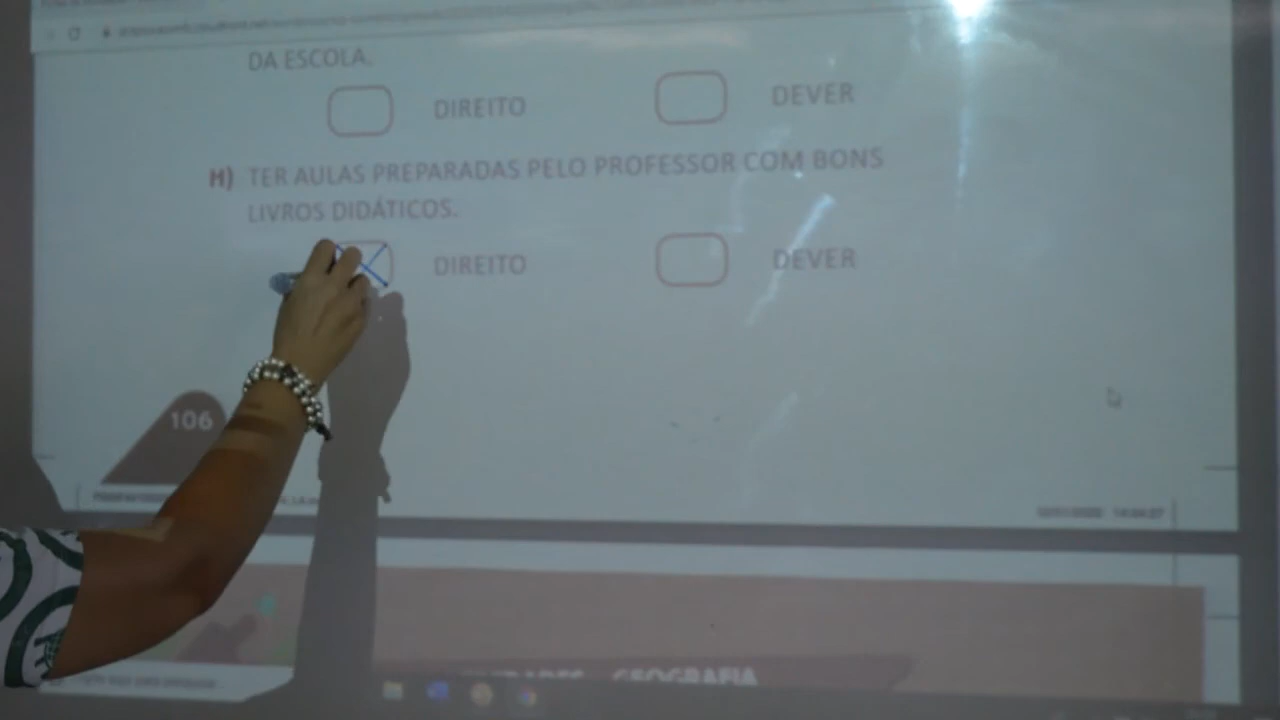 DA ESCOLA.
DIREITO DEVER
H) TER AULAS PREPARADAS PELO PROFESSOR COM BONS
LIVROS DIDÁTICOS.
DIREITO DEVER
106
GEOGRAFIA